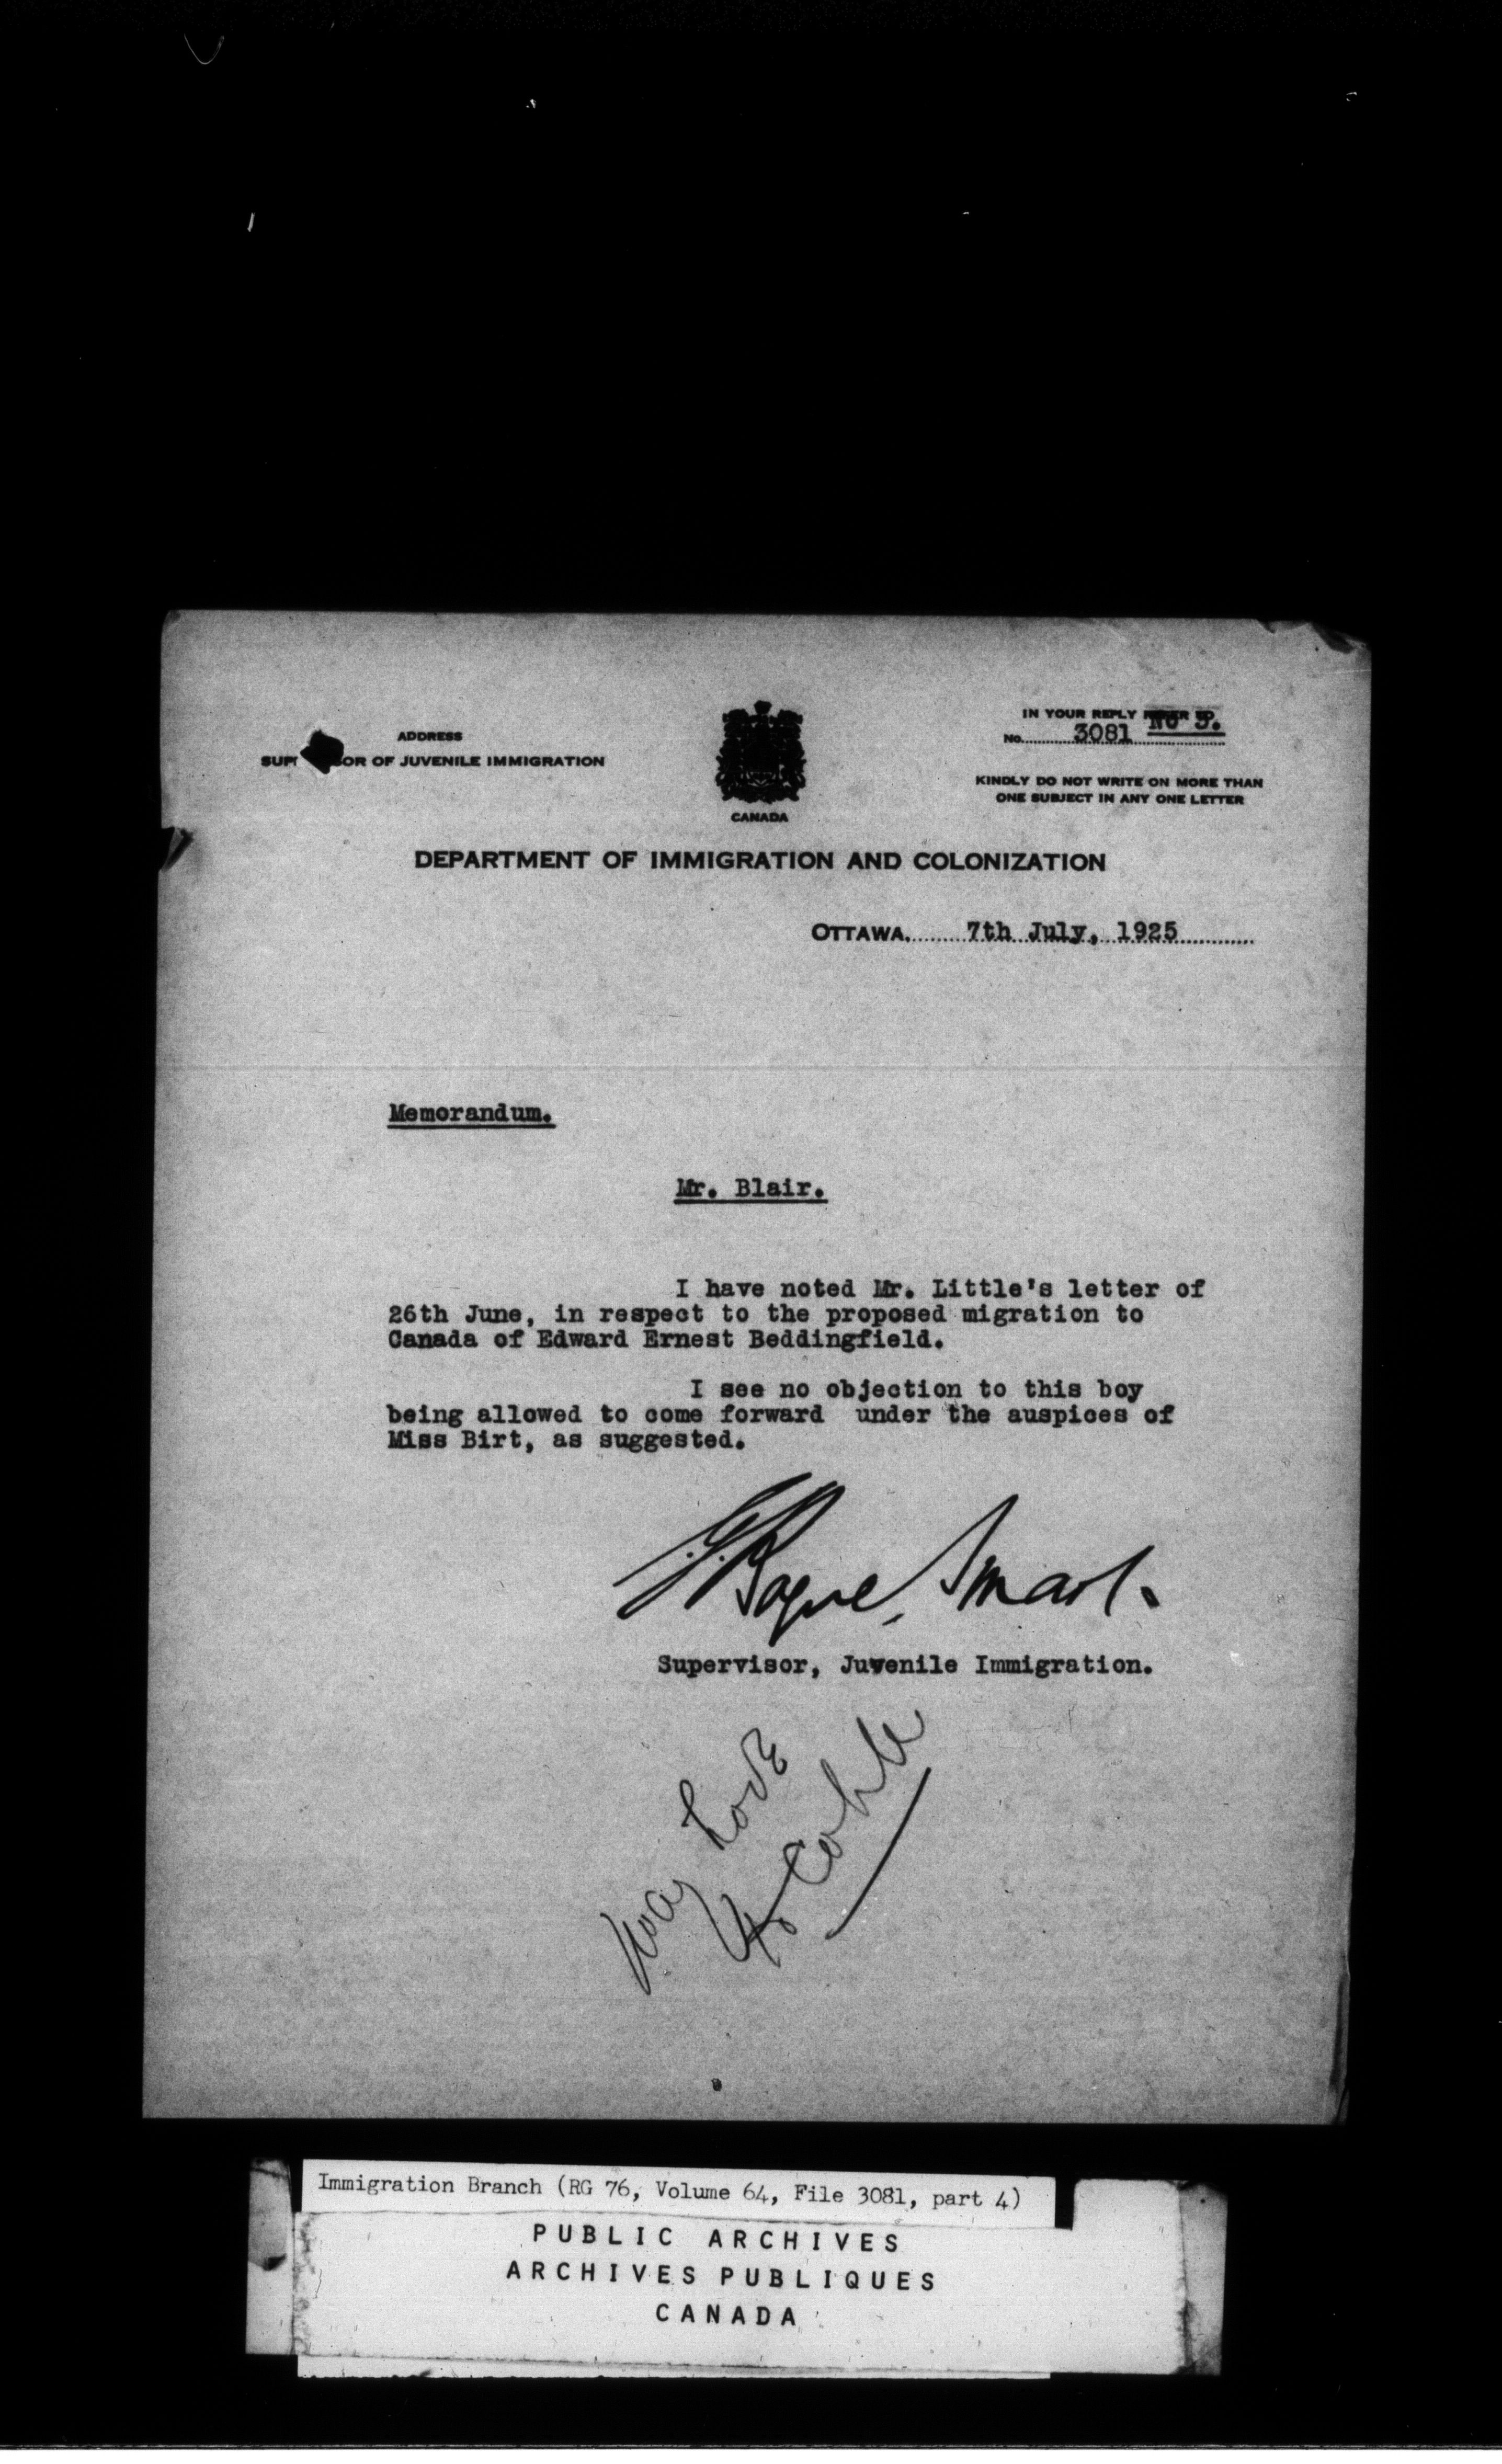 ADDRESS
SUP OR OF JUVENILE IMMIGRATION
CANADA
IN YOUR REPLY
No. 3081 No 5.
KINDLY DO NOT WRITE ON MORE THAN
ONE SUBJECT IN ANY ONE LETTER
DEPARTMENT OF IMMIGRATION AND COLONIZATION
OTTAWA. 7th July, 1925
Memorandum.
Mr. Blair.
I have noted Mr. Little's letter of
26th June, in respect to the proposed migration to
Canada of Edward Ernest Beddingfield.
I see no objection to this boy
being allowed to come forward under the auspices of
Miss Birt, as suggested.
G. Bogue Smart.
Supervisor, Juvenile Immigration.
Immigration Branch (RG 76, Volume 64, File 3081, part 4)
PUBLIC ARCHIVES
ARCHIVES PUBLIQUES
CANADA